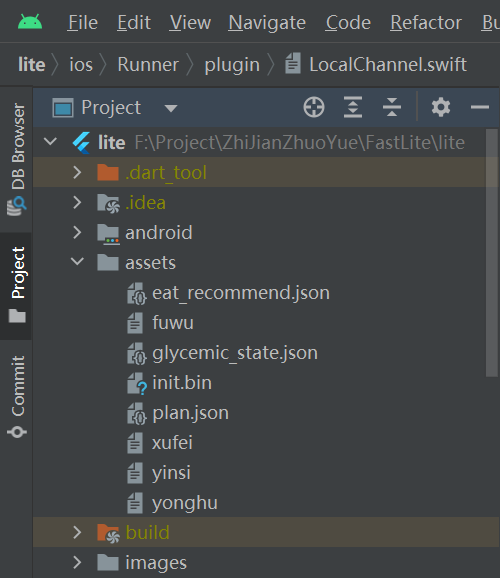 File Edit View Navigate Code Refactor Bu
lite ios Runner plugin LocalChannel.swift
Project
lite F:\Project\ZhiJianZhuoYue\FastLite\lite
.dart_tool
.idea
android
assets
eat_recommend.json
fuwu
glycemic_state.json
init.bin
plan.json
xufei
yinsi
yonghu
build
images
DB Browser
Project
Commit